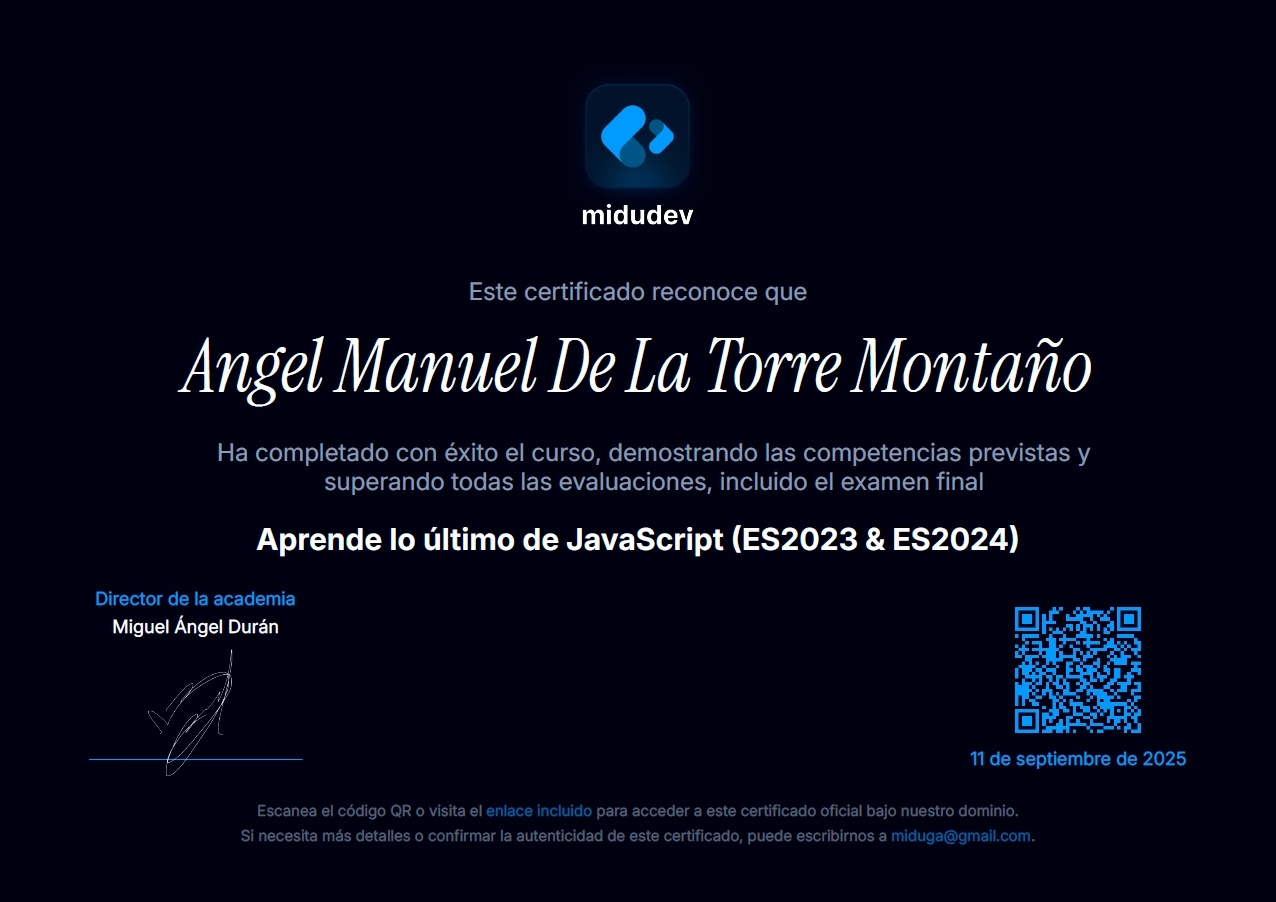 midudev
Este certificado reconoce que
Angel Manuel De La Torre Montaño
Ha completado con éxito el curso, demostrando las competencias previstas y
superando todas las evaluaciones, incluido el examen final
Aprende lo último de JavaScript (ES2023 & ES2024)
Director de la academia
Miguel Ángel Durán
11 de septiembre de 2025
Escanea el código QR o visita el enlace incluido para acceder a este certificado oficial bajo nuestro dominio.
Si necesita más detalles o confirmar la autenticidad de este certificado, puede escribirnos a miduga@gmail.com.